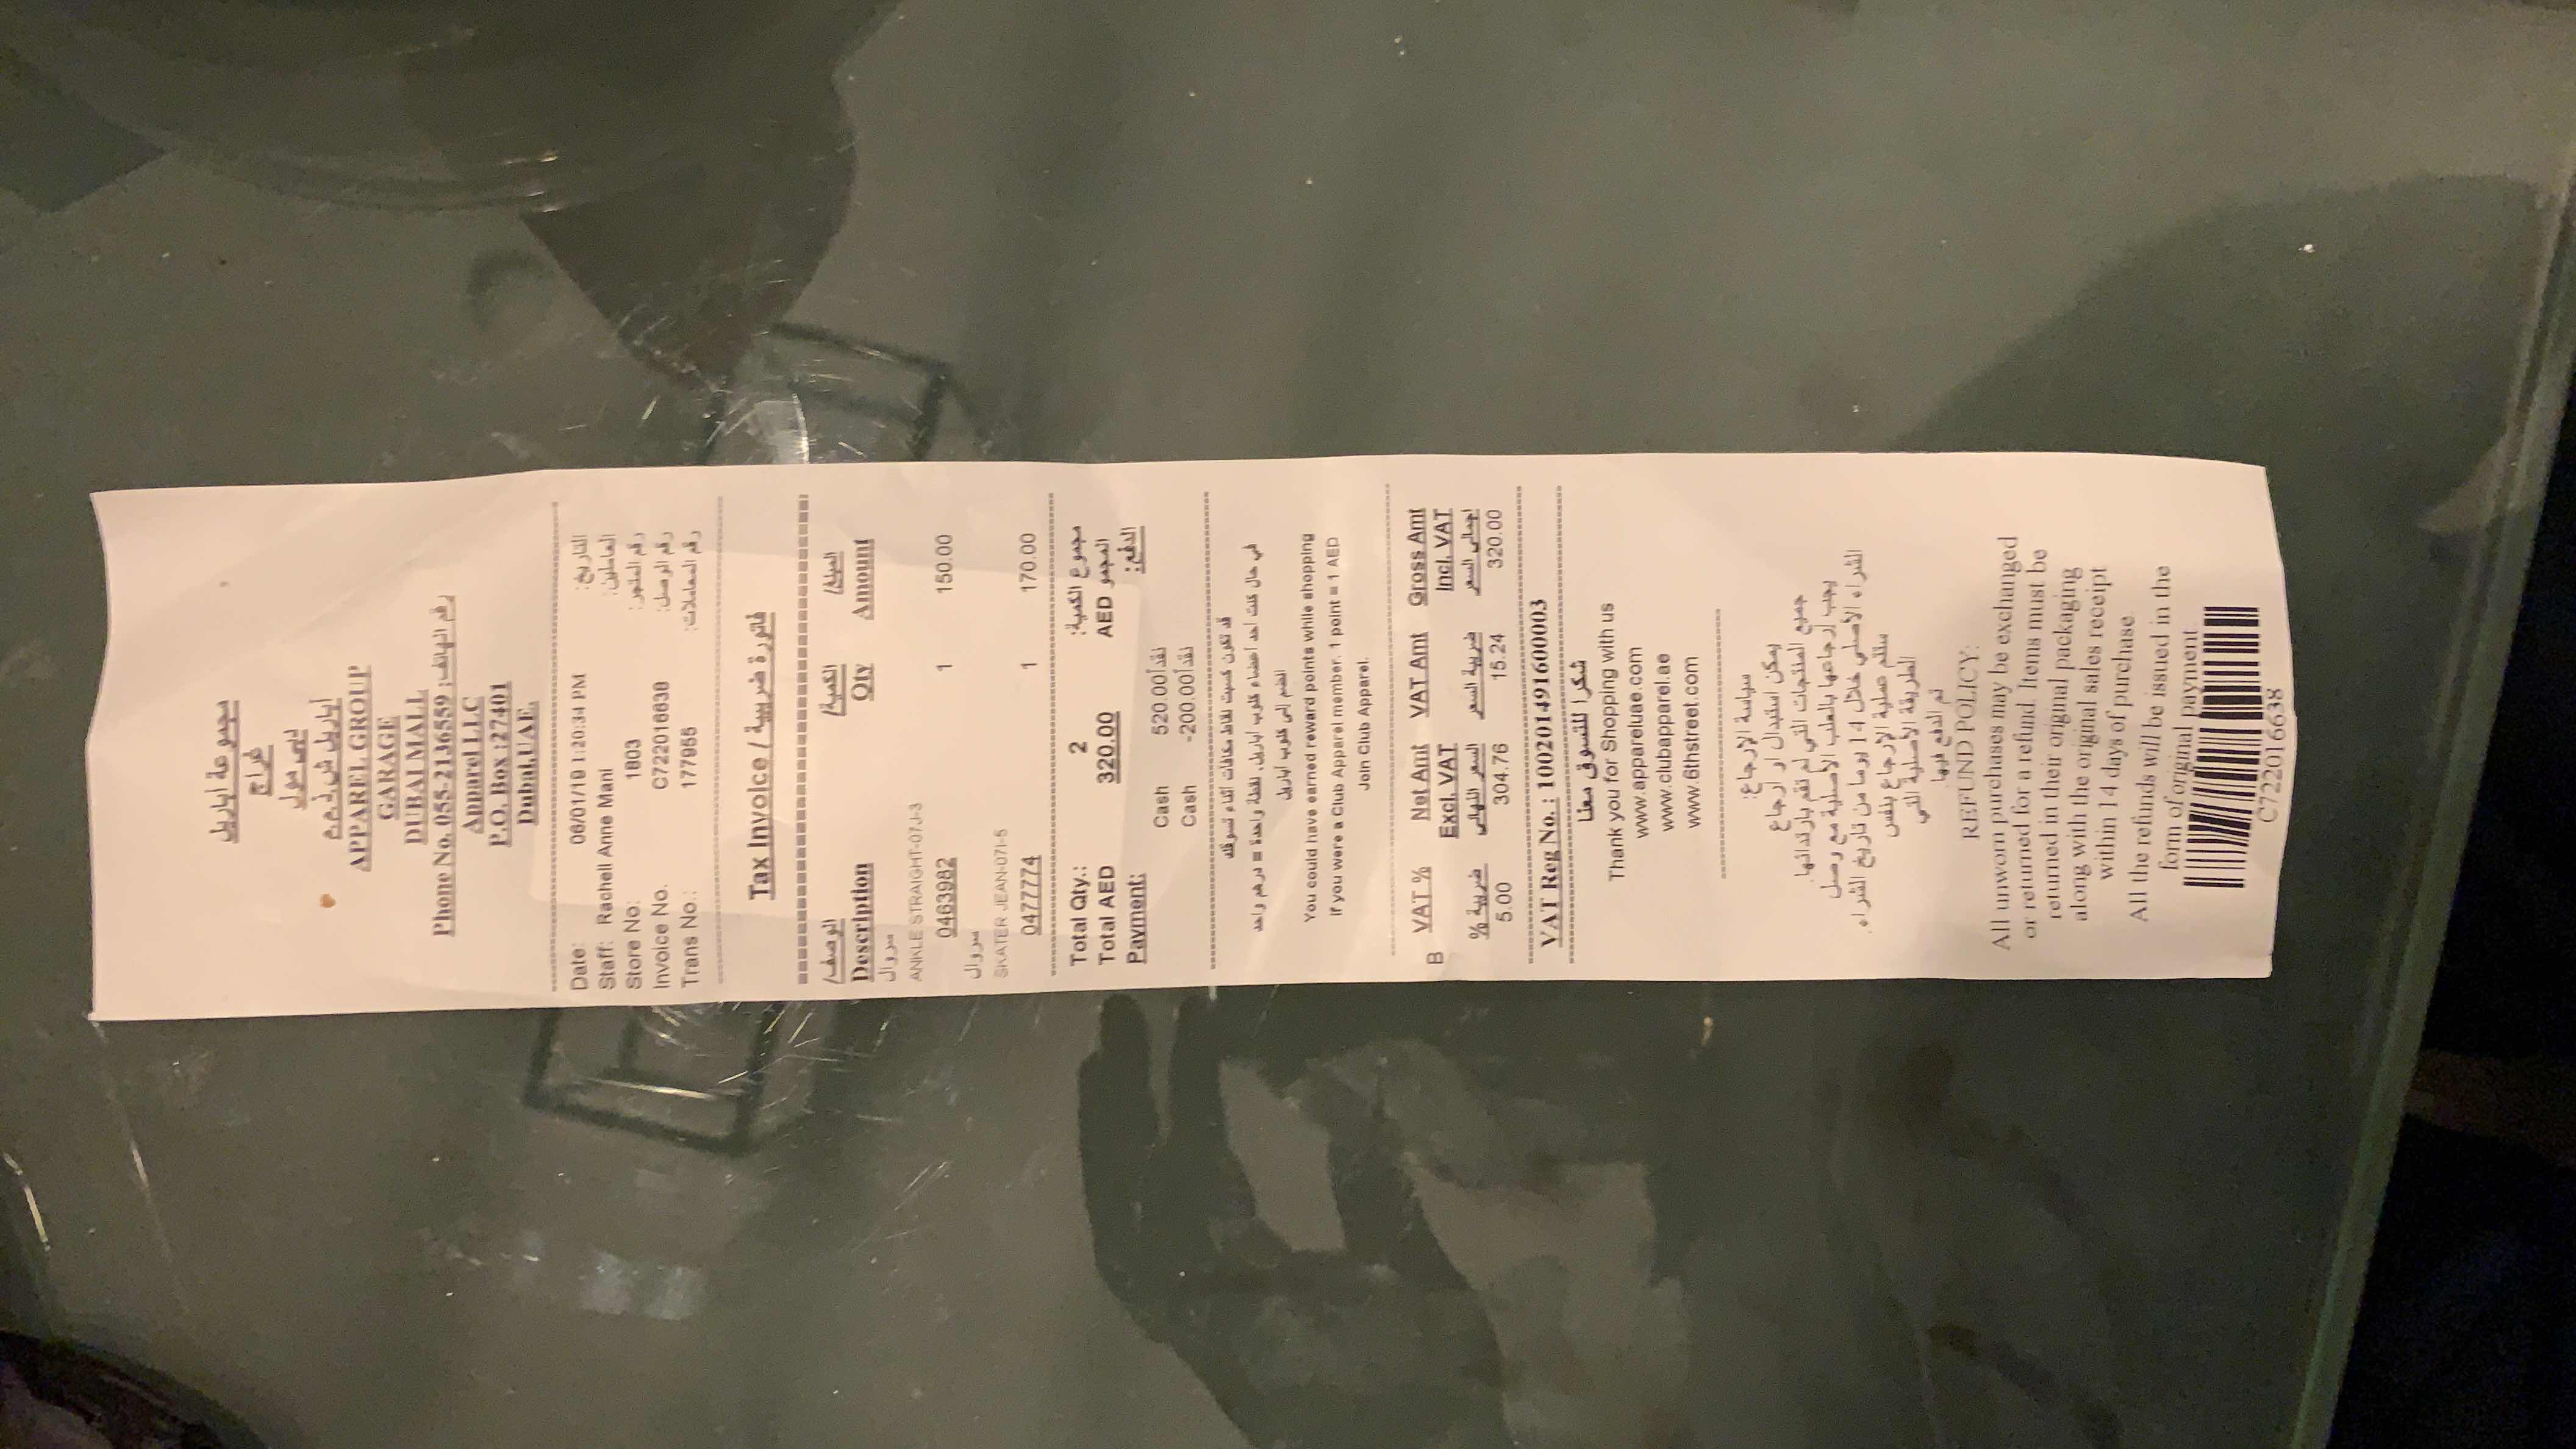 مجموعة أباريل
غراج
دبي مول
أباريل ش.ذ.م.م
APPAREL GROUP
GARAGE
DUBAI MALL
Phone No. 055-2136559 :رقم الهاتف
Apparel LLC
P.O. Box :27401
Dubai,UAE.
Date: 06/01/19 1:20:34 PM التاريخ:
Staff: Rachell Anne Mani العاملين:
Store No: 1803 رقم المتجر:
Invoice No. C722016638 رقم الوصل:
Trans No.: 177955 رقم المعاملات:
Tax Invoice / فاتورة ضريبية
الوصف/ الكمية/ المبلغ/
Description Qty Amount
سروال
ANKLE STRAIGHT-07J-3
0463982 1 150.00
سروال
SKATER JEAN-07I-5
0477774 1 170.00
Total Qty.: 2 مجموع الكمية:
Total AED 320.00 المجمو AED
Payment: الدفع:
Cash 520.00 نقداً
Cash -200.00 نقداً
قد تكون كسبت نقاط مكافآت أثناء تسوقك
في حال كنت أحد أعضاء كلوب أباريل. نقطة واحدة = درهم واحد
انضم إلى كلوب أباريل
You could have earned reward points while shopping
if you were a Club Apparel member. 1 point = 1 AED
Join Club Apparel.
B VAT % Net Amt VAT Amt Gross Amt
Excl. VAT Incl. VAT
ضريبة % السعر النهائي ضريبة السعر اجمالي السعر
5.00 304.76 15.24 320.00
VAT Reg No. : 100201491600003
شكرا للتسوق معنا
Thank you for Shopping with us
www.appareluae.com
www.clubapparel.ae
www.6thstreet.com
سياسة الإرجاع:
يمكن استبدال او ارجاع
جميع المنتجات التي لم تقم بارتدائها.
يجب إرجاعها بالعلب الأصلية مع وصل
الشراء الأصلي خلال 14 يوما من تاريخ الشراء.
ستتم عملية الإرجاع بنفس
الطريقة الأصلية التي
تم الدفع فيها.
REFUND POLICY:
All unworn purchases may be exchanged
or returned for a refund. Items must be
returned in their original packaging
along with the original sales receipt
within 14 days of purchase.
All the refunds will be issued in the
form of original payment
C722016638